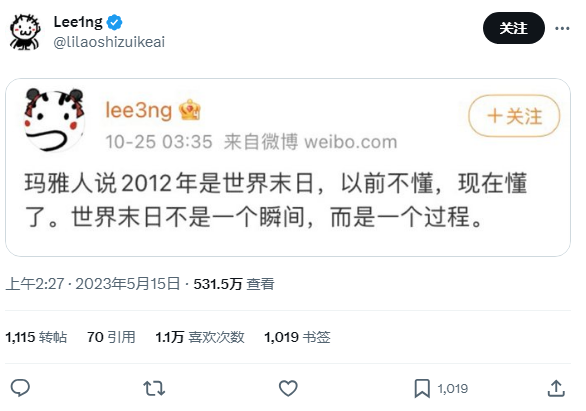 Lee1ng
@lilaoshizuikeai
关注
lee3ng
+关注
10-25 03:35 来自微博 weibo.com
玛雅人说2012年是世界末日，以前不懂，现在懂
了。世界末日不是一个瞬间，而是一个过程。
上午2:27 · 2023年5月15日 · 531.5万 查看
1,115 转帖 70 引用 1.1万 喜欢次数 1,019 书签
1,019